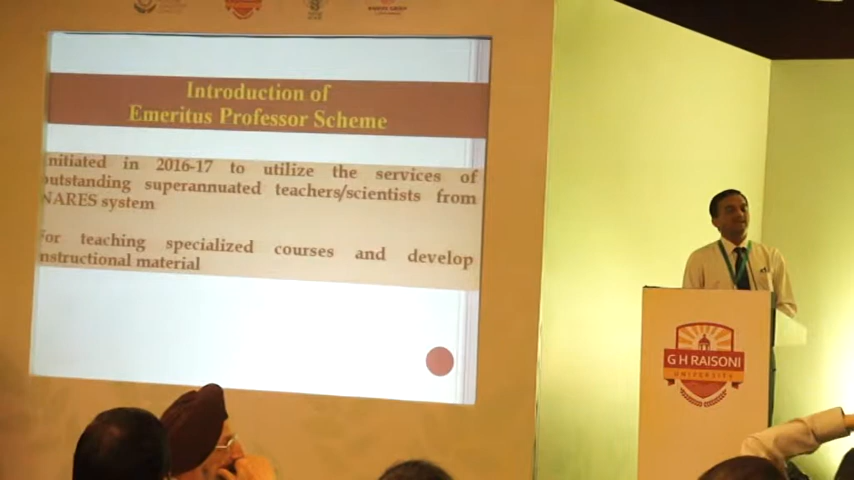 Introduction of
Emeritus Professor Scheme
nitiated in 2016-17 to utilize the services of
outstanding superannuated teachers/scientists from
NARES system
For teaching specialized courses and develop
nstructional material
G H RAISONI
UNIVERSITY